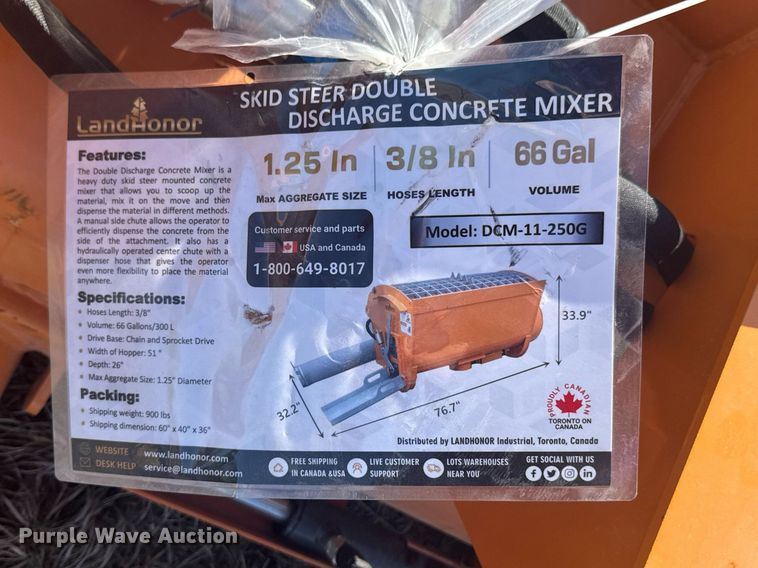 LandHonor
SKID STEER DOUBLE
DISCHARGE CONCRETE MIXER
Features:
The Double Discharge Concrete Mixer is a
heavy duty skid steer mounted concrete
mixer that allows you to scoop up the
material, mix it on the move and then
dispense the material in different methods.
A manual side chute allows the operator to
efficiently dispense the concrete from the
side of the attachment. It also has a
hydraulically operated center chute with a
dispenser hose that gives the operator
even more flexibility to place the material
anywhere.
Specifications:
• Hoses Length: 3/8"
• Volume: 66 Gallons/300 L
• Drive Base: Chain and Sprocket Drive
• Width of Hopper: 51 "
• Depth: 26"
• Max Aggregate Size: 1.25" Diameter
Packing:
• Shipping weight: 900 lbs
• Shipping dimension: 60" x 40" x 36"
1.25 In
MAX AGGREGATE SIZE
3/8 In
HOSES LENGTH
66 Gal
VOLUME
Customer service and parts
USA and Canada
1-800-649-8017
Model: DCM-11-250G
33.9"
32.2"
76.7"
PROUDLY CANADIAN
TORONTO ON
CANADA
Distributed by LANDHONOR Industrial, Toronto, Canada
WEBSITE www.landhonor.com
DESK HELP service@landhonor.com
FREE SHIPPING
IN CANADA &USA
LIVE CUSTOMER
SUPPORT
LOTS WAREHOUSES
NEAR YOU
GET SOCIAL WITH US
Purple Wave Auction